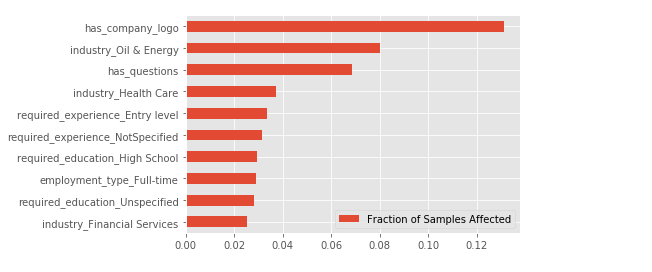 has_company_logo
industry_Oil & Energy
has_questions
industry_Health Care
required_experience_Entry level
required_experience_NotSpecified
required_education_High School
employment_type_Full-time
required_education_Unspecified
industry_Financial Services
Fraction of Samples Affected
0.00 0.02 0.04 0.06 0.08 0.10 0.12